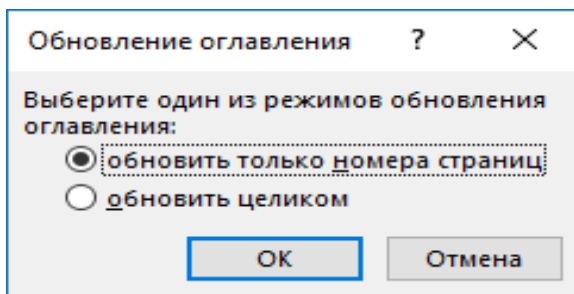 Обновление оглавления ?
Выберите один из режимов обновления
оглавления:
обновить только номера страниц
обновить целиком
ОК Отмена